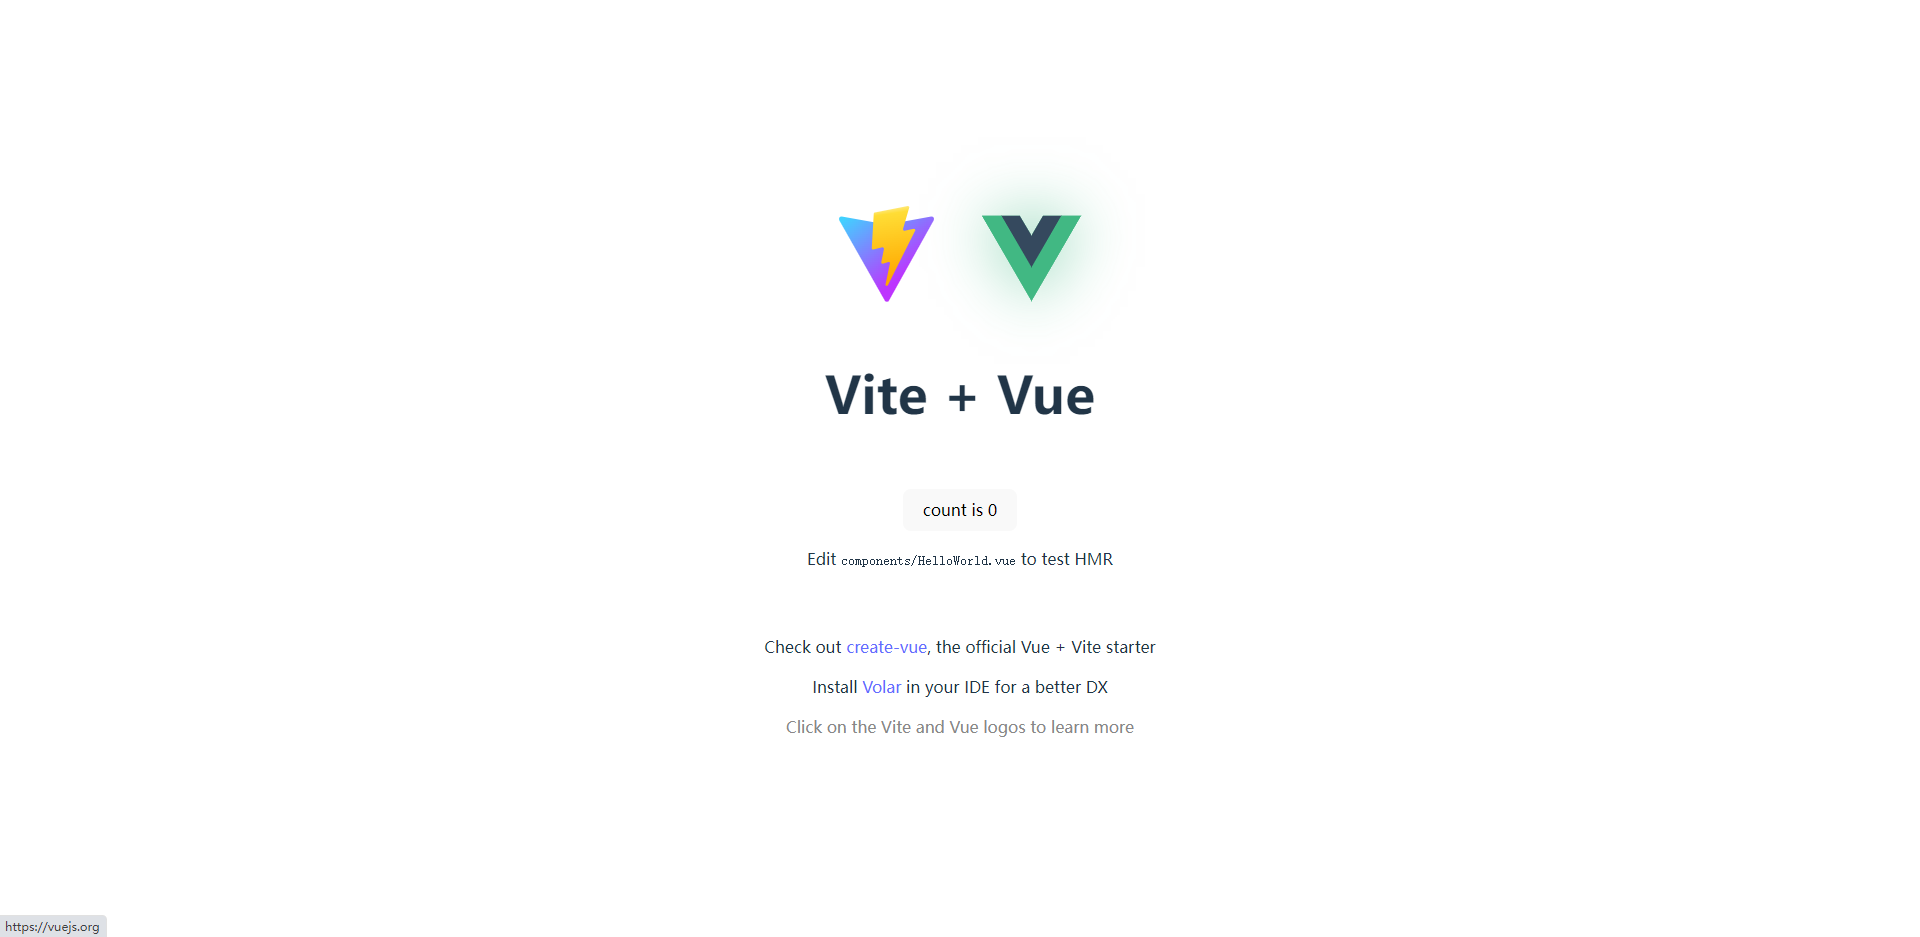 Vite + Vue
count is 0
Edit components/HelloWorld.vue to test HMR
Check out create-vue, the official Vue + Vite starter
Install Volar in your IDE for a better DX
Click on the Vite and Vue logos to learn more
https://vuejs.org